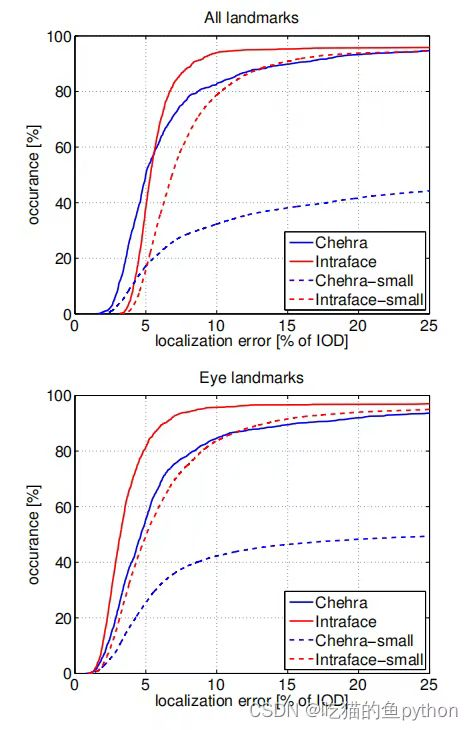 All landmarks
100
80
60
40
20
0
occurance [%]
Chehra
Intraface
Chehra-small
Intraface-small
0 5 10 15 20 25
localization error [% of IOD]
Eye landmarks
100
80
60
40
20
0
occurance [%]
Chehra
Intraface
Chehra-small
Intraface-small
0 5 10 15 20 25
localization error [% of IOD]
CSDN @吃猫的鱼python